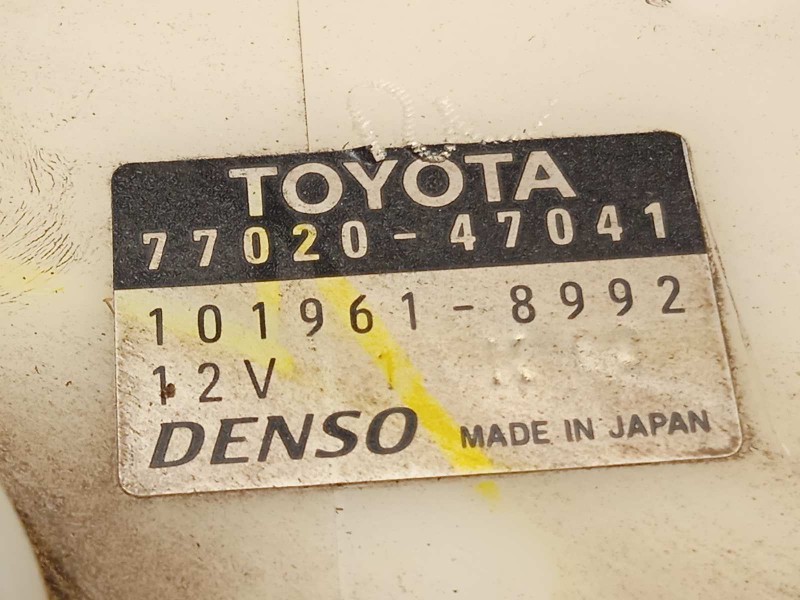 TOYOTA
77020-47041
101961-8992
12V
DENSO MADE IN JAPAN